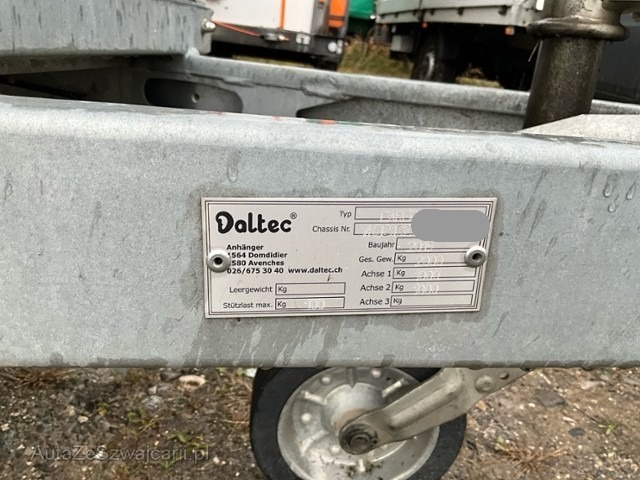 Daltec®
Anhänger
1564 Domdidier
1580 Avenches
026/675 30 40 www.daltec.ch
Leergewicht Kg
Stützlast max. Kg 100
Typ
Chassis Nr.
Baujahr
Ges. Gew. Kg
Achse 1 Kg
Achse 2 Kg
Achse 3 Kg
AutaZeSzwajcarii.pl